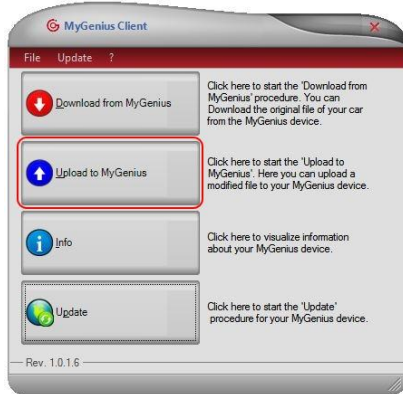 MyGenius Client
File Update ?
Download from MyGenius
Click here to start the 'Download from
MyGenius' procedure. You can
Download the original file of your car
from the MyGenius device.
Upload to MyGenius
Click here to start the 'Upload to
MyGenius'. Here you can upload a
modified file to your MyGenius device.
Info
Click here to visualize information
about your MyGenius device.
Update
Click here to start the 'Update'
procedure for your MyGenius device.
Rev. 1.0.1.6